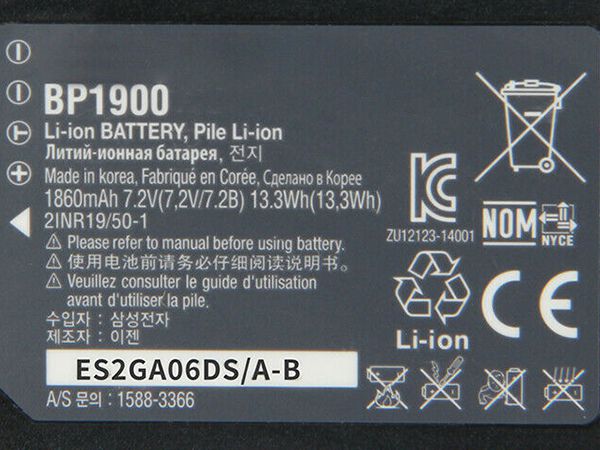 BP1900
Li-ion BATTERY, Pile Li-ion
Литий-ионная батарея, 전지
Made in korea, Fabriqué en Corée, Сделано в Корее
1860mAh 7.2V(7,2V/7.2B) 13.3Wh(13,3Wh)
2INR19/50-1
Please refer to manual before using battery.
使用电池前请务必仔细阅读说明书。
Veuillez consulter le guide d'utilisation
avant d'utiliser la pile.
수입자 : 삼성전자
제조자 : 이젠
ES2GA06DS/A-B
A/S 문의 : 1588-3366
ZU12123-14001
NOM
NYCE
Li-ion
CE